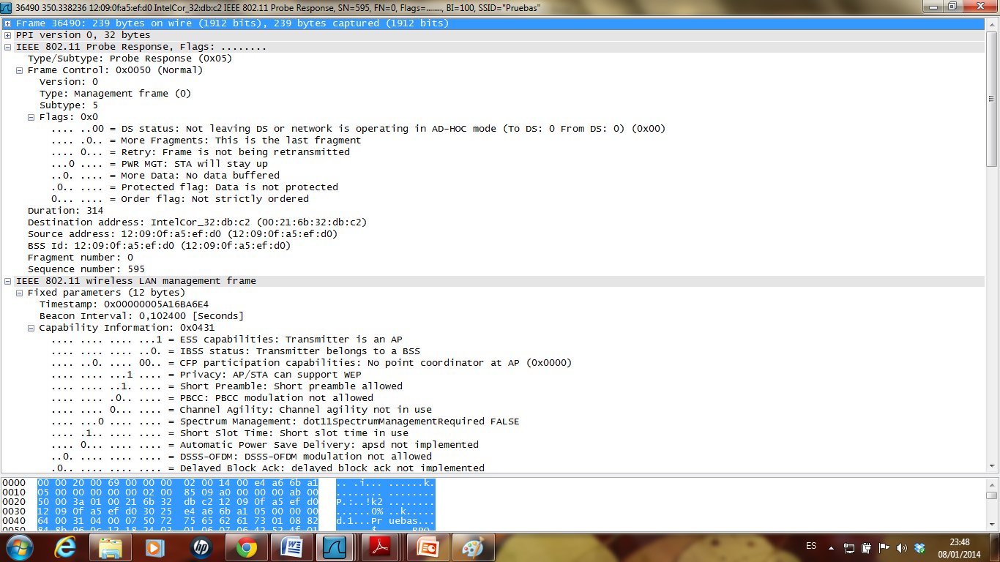 36490 350.338236 12:09:0f:a5:ef:d0 IntelCor_32:db:c2 IEEE 802.11 Probe Response, SN=595, FN=0, Flags=........, BI=100, SSID="Pruebas"
Frame 36490: 239 bytes on wire (1912 bits), 239 bytes captured (1912 bits)
PPI version 0, 32 bytes
IEEE 802.11 Probe Response, Flags: ........
Type/Subtype: Probe Response (0x05)
Frame Control: 0x0050 (Normal)
Version: 0
Type: Management frame (0)
Subtype: 5
Flags: 0x0
.... ..00 = DS status: Not leaving DS or network is operating in AD-HOC mode (To DS: 0 From DS: 0) (0x00)
.... .0.. = More Fragments: This is the last fragment
.... 0... = Retry: Frame is not being retransmitted
...0 .... = PWR MGT: STA will stay up
..0. .... = More Data: No data buffered
.0.. .... = Protected flag: Data is not protected
0... .... = Order flag: Not strictly ordered
Duration: 314
Destination address: IntelCor_32:db:c2 (00:21:6b:32:db:c2)
Source address: 12:09:0f:a5:ef:d0 (12:09:0f:a5:ef:d0)
BSS Id: 12:09:0f:a5:ef:d0 (12:09:0f:a5:ef:d0)
Fragment number: 0
Sequence number: 595
IEEE 802.11 wireless LAN management frame
Fixed parameters (12 bytes)
Timestamp: 0x00000005A16BA6E4
Beacon Interval: 0,102400 [Seconds]
Capability Information: 0x0431
.... .... .... ...1 = ESS capabilities: Transmitter is an AP
.... .... .... ..0. = IBSS status: Transmitter belongs to a BSS
.... ..0. .... 00.. = CFP participation capabilities: No point coordinator at AP (0x0000)
.... .... ...1 .... = Privacy: AP/STA can support WEP
.... .... ..1. .... = Short Preamble: Short preamble allowed
.... .... .0.. .... = PBCC: PBCC modulation not allowed
.... .... 0... .... = Channel Agility: Channel agility not in use
.... ...0 .... .... = Spectrum Management: dot11SpectrumManagementRequired FALSE
.... .1.. .... .... = Short Slot Time: Short slot time in use
.... 0... .... .... = Automatic Power Save Delivery: apsd not implemented
..0. .... .... .... = DSSS-OFDM: DSSS-OFDM modulation not allowed
.0.. .... .... .... = Delayed Block Ack: delayed block ack not implemented
0000 00 00 20 00 69 00 00 00 02 00 14 00 e4 a6 6b a1 .. .i... ......k.
0010 05 00 00 00 00 00 02 00 85 09 a0 00 00 00 ab 00 ........ ........
0020 50 00 3a 01 00 21 6b 32 db c2 12 09 0f a5 ef d0 P.:..!k2 ........
0030 12 09 0f a5 ef d0 30 25 e4 a6 6b a1 05 00 00 00 ......0% ..k.....
0040 64 00 31 04 00 07 50 72 75 65 62 61 73 01 08 82 d.1...Pr uebas...
0050 84 8b 96 0c 12 18 24 03 01 06 07 06 42 52 4f 01
ES
23:48
08/01/2014